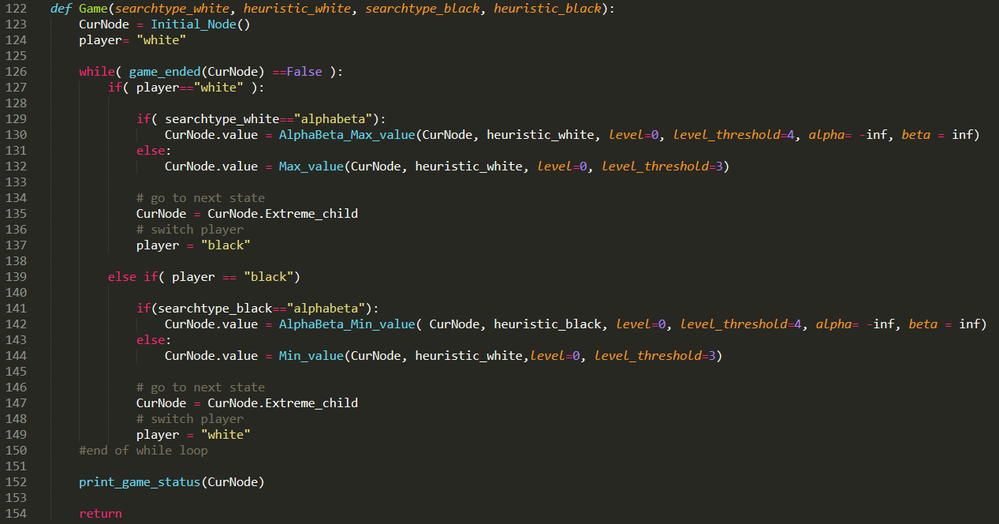 122 def Game(searchtype_white, heuristic_white, searchtype_black, heuristic_black):
123 CurNode = Initial_Node()
124 player= "white"
125
126 while( game_ended(CurNode) ==False ):
127 if( player=="white" ):
128
129 if( searchtype_white=="alphabeta"):
130 CurNode.value = AlphaBeta_Max_value(CurNode, heuristic_white, level=0, level_threshold=4, alpha= -inf, beta = inf)
131 else:
132 CurNode.value = Max_value(CurNode, heuristic_white, level=0, level_threshold=3)
133
134 # go to next state
135 CurNode = CurNode.Extreme_child
136 # switch player
137 player = "black"
138
139 else if( player == "black")
140
141 if(searchtype_black=="alphabeta"):
142 CurNode.value = AlphaBeta_Min_value( CurNode, heuristic_black, level=0, level_threshold=4, alpha= -inf, beta = inf)
143 else:
144 CurNode.value = Min_value(CurNode, heuristic_white,level=0, level_threshold=3)
145
146 # go to next state
147 CurNode = CurNode.Extreme_child
148 # switch player
149 player = "white"
150 #end of while loop
151
152 print_game_status(CurNode)
153
154 return